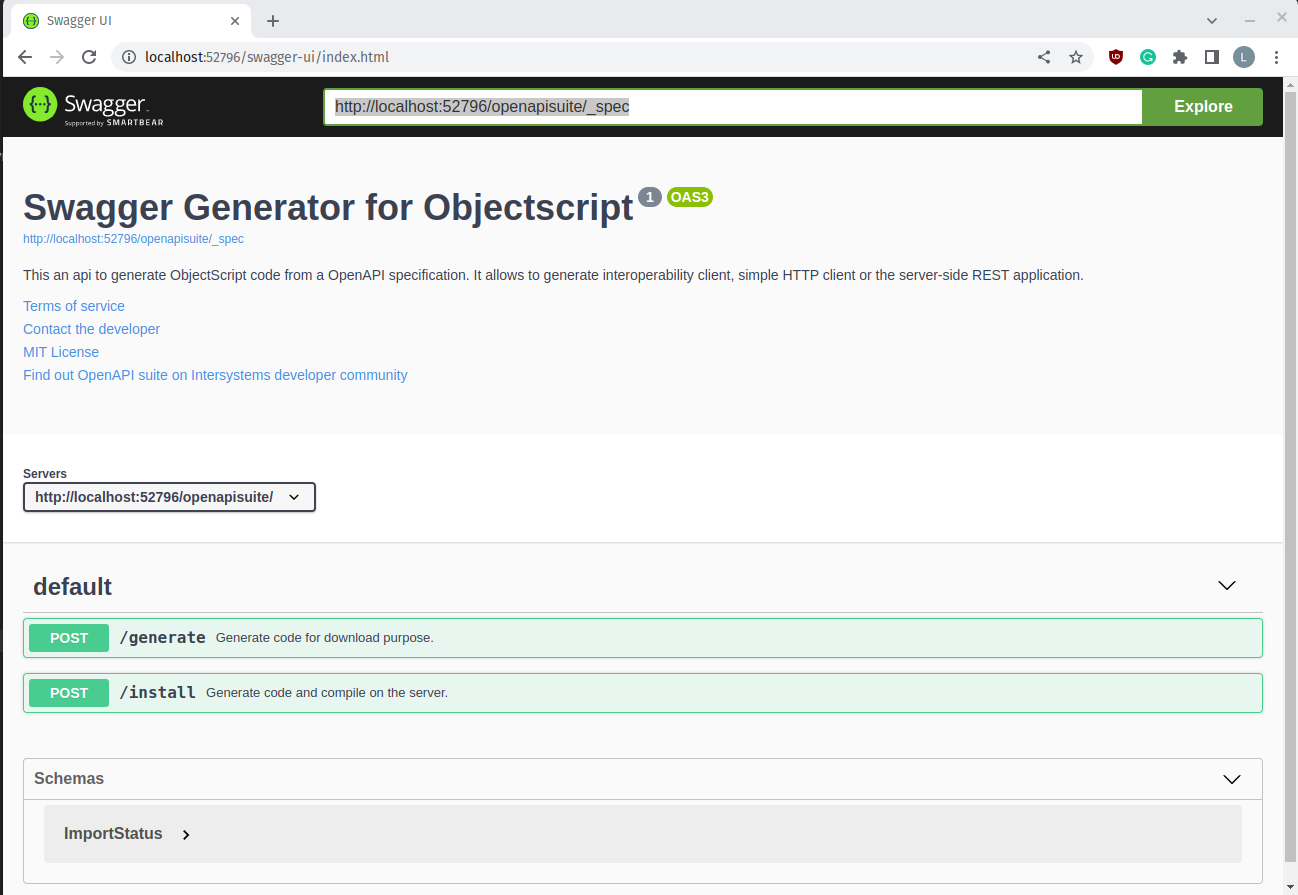 Swagger UI
localhost:52796/swagger-ui/index.html
L
Swagger
Supported by SMARTBEAR
http://localhost:52796/openapisuite/_spec
Explore
Swagger Generator for Objectscript 1 OAS3
http://localhost:52796/openapisuite/_spec
This an api to generate ObjectScript code from a OpenAPI specification. It allows to generate interoperability client, simple HTTP client or the server-side REST application.
Terms of service
Contact the developer
MIT License
Find out OpenAPI suite on Intersystems developer community
Servers
http://localhost:52796/openapisuite/
default
POST /generate Generate code for download purpose.
POST /install Generate code and compile on the server.
Schemas
ImportStatus